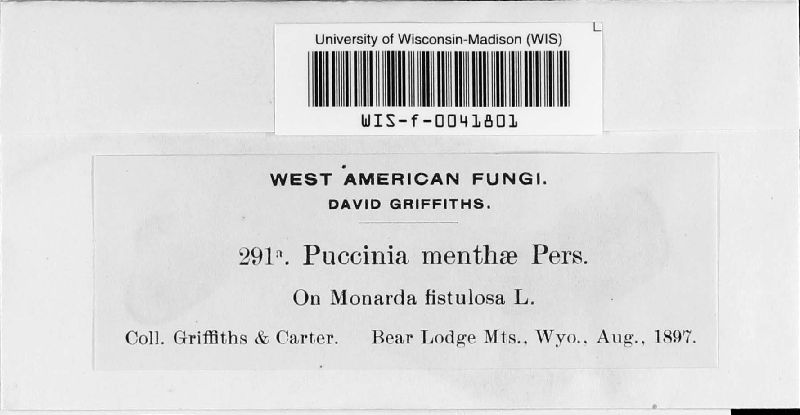 University of Wisconsin-Madison (WIS)
WIS-f-0041801
WEST AMERICAN FUNGI.
DAVID GRIFFITHS.
291a. Puccinia menthæ Pers.
On Monarda fistulosa L.
Coll. Griffiths & Carter. Bear Lodge Mts., Wyo., Aug., 1897.